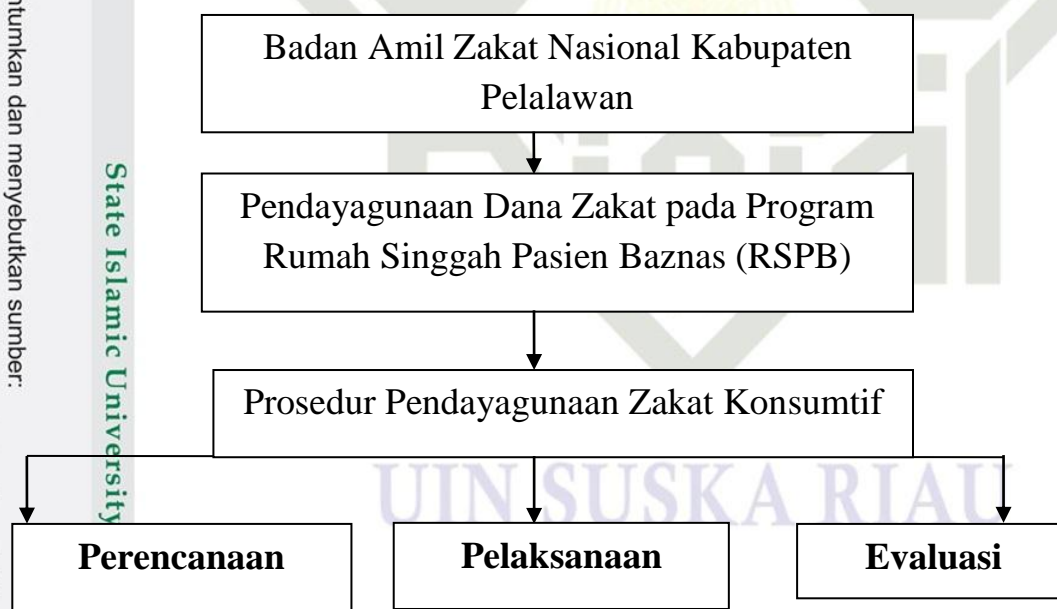 Badan Amil Zakat Nasional Kabupaten
Pelalawan
Pendayagunaan Dana Zakat pada Program
Rumah Singgah Pasien Baznas (RSPB)
Prosedur Pendayagunaan Zakat Konsumtif
Perencanaan
Pelaksanaan
Evaluasi
UIN SUSKA RIAU
State Islamic University
dan menyebutkan sumber: